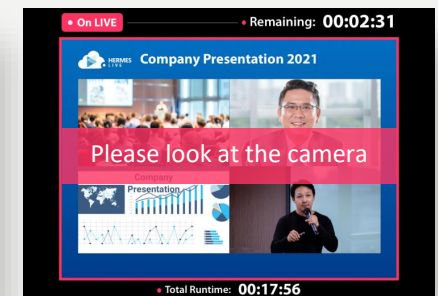 On LIVE
Remaining: 00:02:31
HERMES
LIVE
Company Presentation 2021
Please look at the camera
Company
Presentation
Total Runtime: 00:17:56